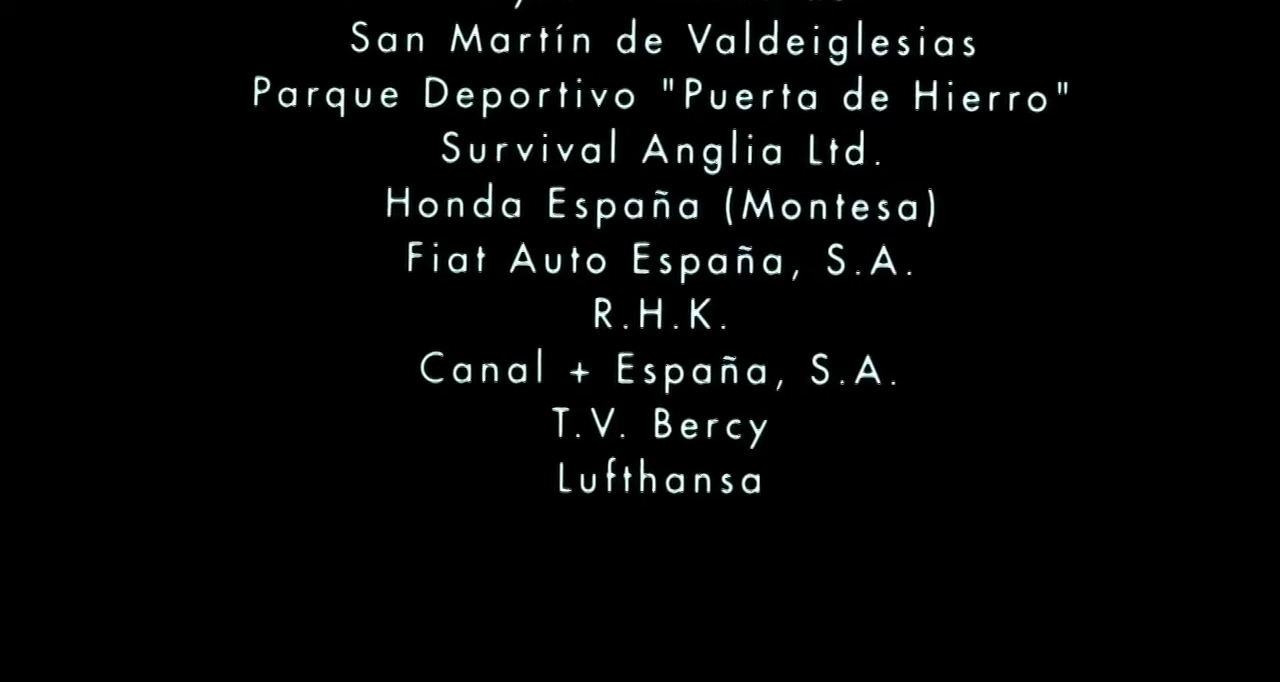 San Martín de Valdeiglesias
Parque Deportivo "Puerta de Hierro"
Survival Anglia Ltd.
Honda España (Montesa)
Fiat Auto España, S.A.
R.H.K.
Canal + España, S.A.
T.V. Bercy
Lufthansa